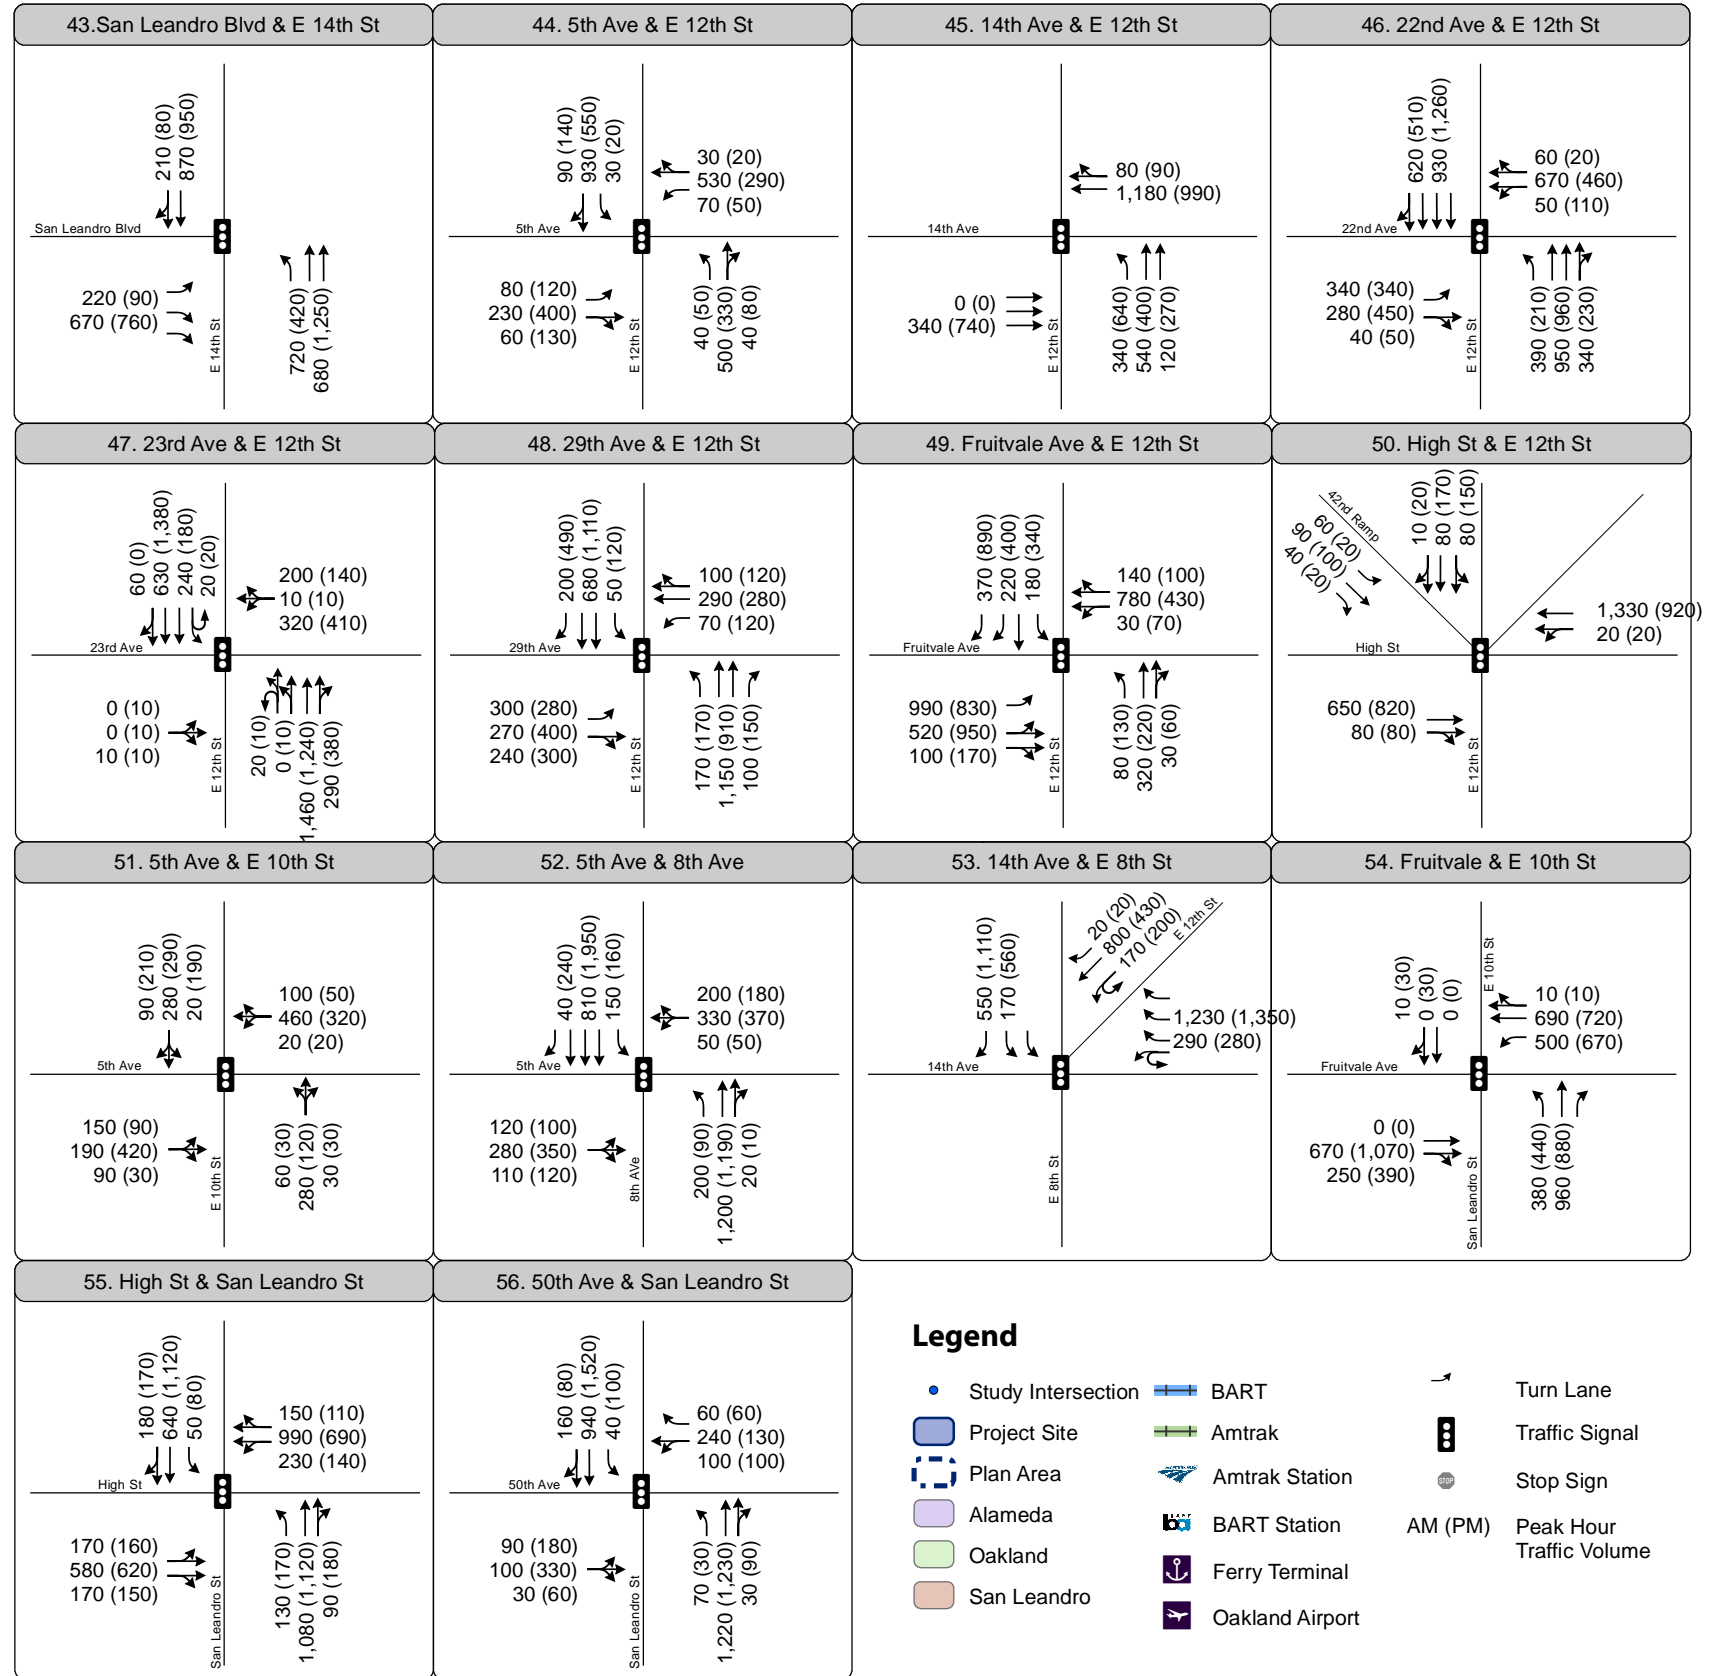 43.San Leandro Blvd & E 14th St
210 (80)
870 (950)
San Leandro Blvd
220 (90)
670 (760)
E 14th St
720 (420)
680 (1,250)
44. 5th Ave & E 12th St
90 (140)
930 (550)
30 (20)
30 (20)
530 (290)
70 (50)
5th Ave
80 (120)
230 (400)
60 (130)
E 12th St
40 (50)
500 (330)
40 (80)
45. 14th Ave & E 12th St
80 (90)
1,180 (990)
14th Ave
0 (0)
340 (740)
E 12th St
340 (640)
540 (400)
120 (270)
46. 22nd Ave & E 12th St
620 (510)
930 (1,260)
60 (20)
670 (460)
50 (110)
22nd Ave
340 (340)
280 (450)
40 (50)
E 12th St
390 (210)
950 (960)
340 (230)
47. 23rd Ave & E 12th St
60 (0)
630 (1,380)
240 (180)
20 (20)
200 (140)
10 (10)
320 (410)
23rd Ave
0 (10)
0 (10)
10 (10)
E 12th St
20 (10)
0 (10)
1,460 (1,240)
290 (380)
48. 29th Ave & E 12th St
200 (490)
680 (1,110)
50 (120)
100 (120)
290 (280)
70 (120)
29th Ave
300 (280)
270 (400)
240 (300)
E 12th St
170 (170)
1,150 (910)
100 (150)
49. Fruitvale Ave & E 12th St
370 (890)
220 (400)
180 (340)
140 (100)
780 (430)
30 (70)
Fruitvale Ave
990 (830)
520 (950)
100 (170)
E 12th St
80 (130)
320 (220)
30 (60)
50. High St & E 12th St
42nd Ramp
60 (20)
90 (100)
40 (20)
10 (20)
80 (170)
80 (150)
1,330 (920)
20 (20)
High St
650 (820)
80 (80)
E 12th St
51. 5th Ave & E 10th St
90 (210)
280 (290)
20 (190)
100 (50)
460 (320)
20 (20)
5th Ave
150 (90)
190 (420)
90 (30)
E 10th St
60 (30)
280 (120)
30 (30)
52. 5th Ave & 8th Ave
40 (240)
810 (1,950)
150 (160)
200 (180)
330 (370)
50 (50)
5th Ave
120 (100)
280 (350)
110 (120)
8th AVe
200 (90)
1,200 (1,190)
20 (10)
53. 14th Ave & E 8th St
550 (1,110)
170 (560)
20 (20)
800 (430)
170 (200)
E 12th St
1,230 (1,350)
290 (280)
14th Ave
E 8th St
54. Fruitvale & E 10th St
10 (30)
0 (30)
0 (0)
E 10th St
10 (10)
690 (720)
500 (670)
Fruitvale Ave
0 (0)
670 (1,070)
250 (390)
San Leandro St
380 (440)
960 (880)
55. High St & San Leandro St
180 (170)
640 (1,120)
50 (80)
150 (110)
990 (690)
230 (140)
High St
170 (160)
580 (620)
170 (150)
San Leandro St
130 (170)
1,080 (1,120)
90 (180)
56. 50th Ave & San Leandro St
160 (80)
940 (1,520)
40 (100)
60 (60)
240 (130)
100 (100)
50th Ave
90 (180)
100 (330)
30 (60)
San Leandro St
70 (30)
1,220 (1,230)
30 (90)
Legend
Study Intersection
Project Site
Plan Area
Alameda
Oakland
San Leandro
BART
Amtrak
Amtrak Station
BART Station
Ferry Terminal
Oakland Airport
Turn Lane
Traffic Signal
STOP
Stop Sign
AM (PM)
Peak Hour
Traffic Volume